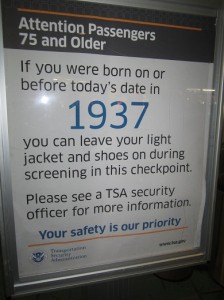 Attention Passengers
75 and Older
If you were born on or
before today's date in
1937
you can leave your light
jacket and shoes on during
screening in this checkpoint.
Please see a TSA security
officer for more information.
Your safety is our priority
Transportation
Security
Administration
www.tsa.gov